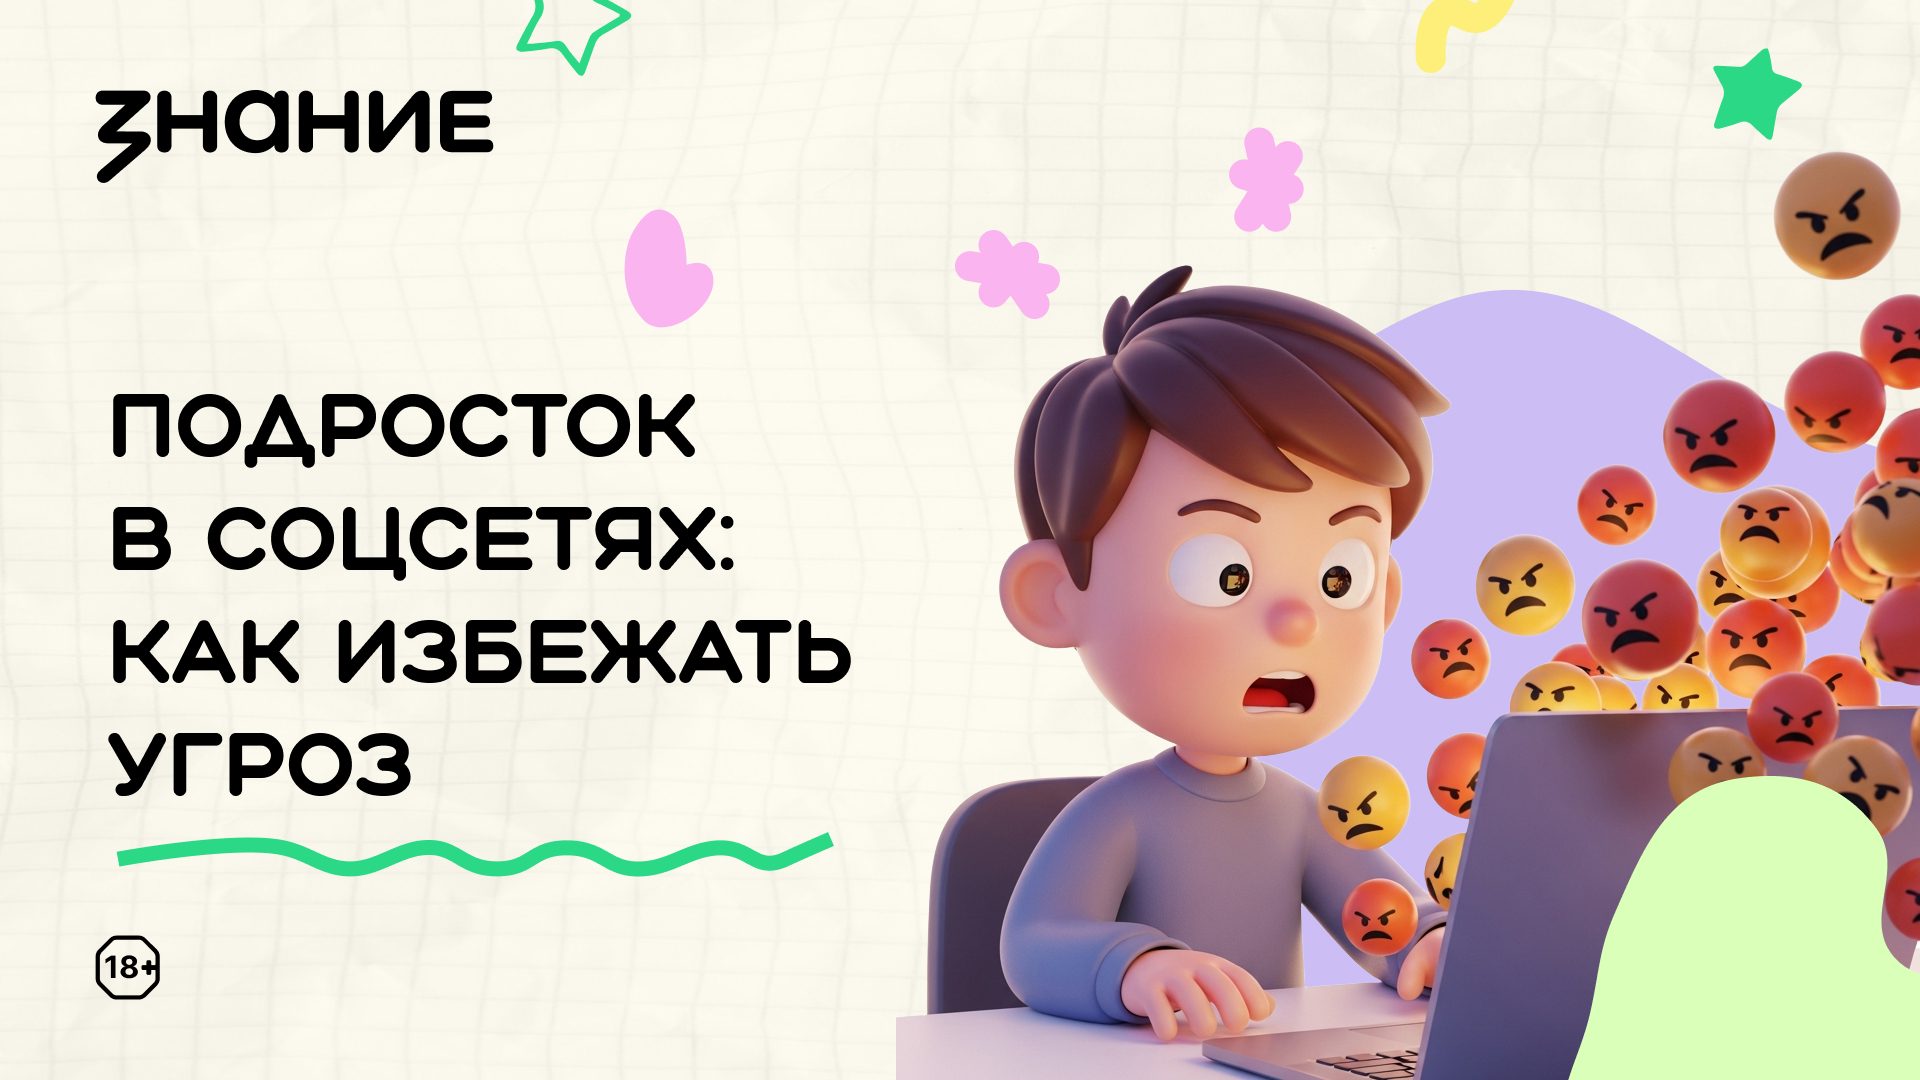 ЗНАНИЕ
ПОДРОСТОК
В СОЦСЕТЯХ:
КАК ИЗБЕЖАТЬ
УГРОЗ
18+